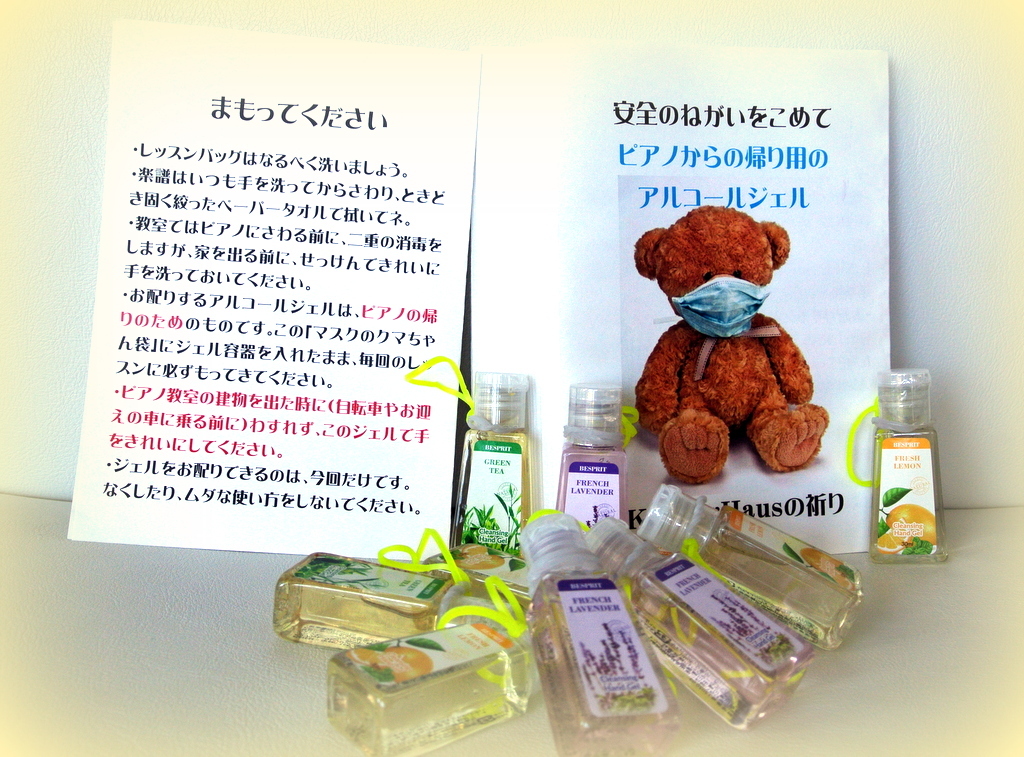 まもってください
・レッスンバッグはなるべく洗いましょう。
・楽譜はいつも手を洗ってからさわり、ときど
き固く絞ったペーパータオルで拭いてネ。
・教室ではピアノにさわる前に、二重の消毒を
しますが、家を出る前に、せっけんできれいに
手を洗っておいてください。
・お配りするアルコールジェルは、ピアノの帰
りのためのものです。この「マスクのクマちゃ
ん袋」にジェル容器を入れたまま、毎回のレッ
スンに必ずもってきてください。
・ピアノ教室の建物を出た時に(自転車やお迎
えの車に乗る前に)わすれず、このジェルで手
をきれいにしてください。
・ジェルをお配りできるのは、今回だけです。
なくしたり、ムダな使い方をしないでください。
安全のねがいをこめて
ピアノからの帰り用の
アルコールジェル
Hausの祈り
BESPRIT
GREEN
TEA
Cleansing
Hand Gel
BESPRIT
FRENCH
LAVENDER
BESPRIT
FRESH
LEMON
Cleansing
Hand Gel
BESPRIT
FRENCH
LAVENDER
Cleansing
Hand Gel
BESPRIT
FRENCH
LAVENDER
Cleansing
Hand Gel